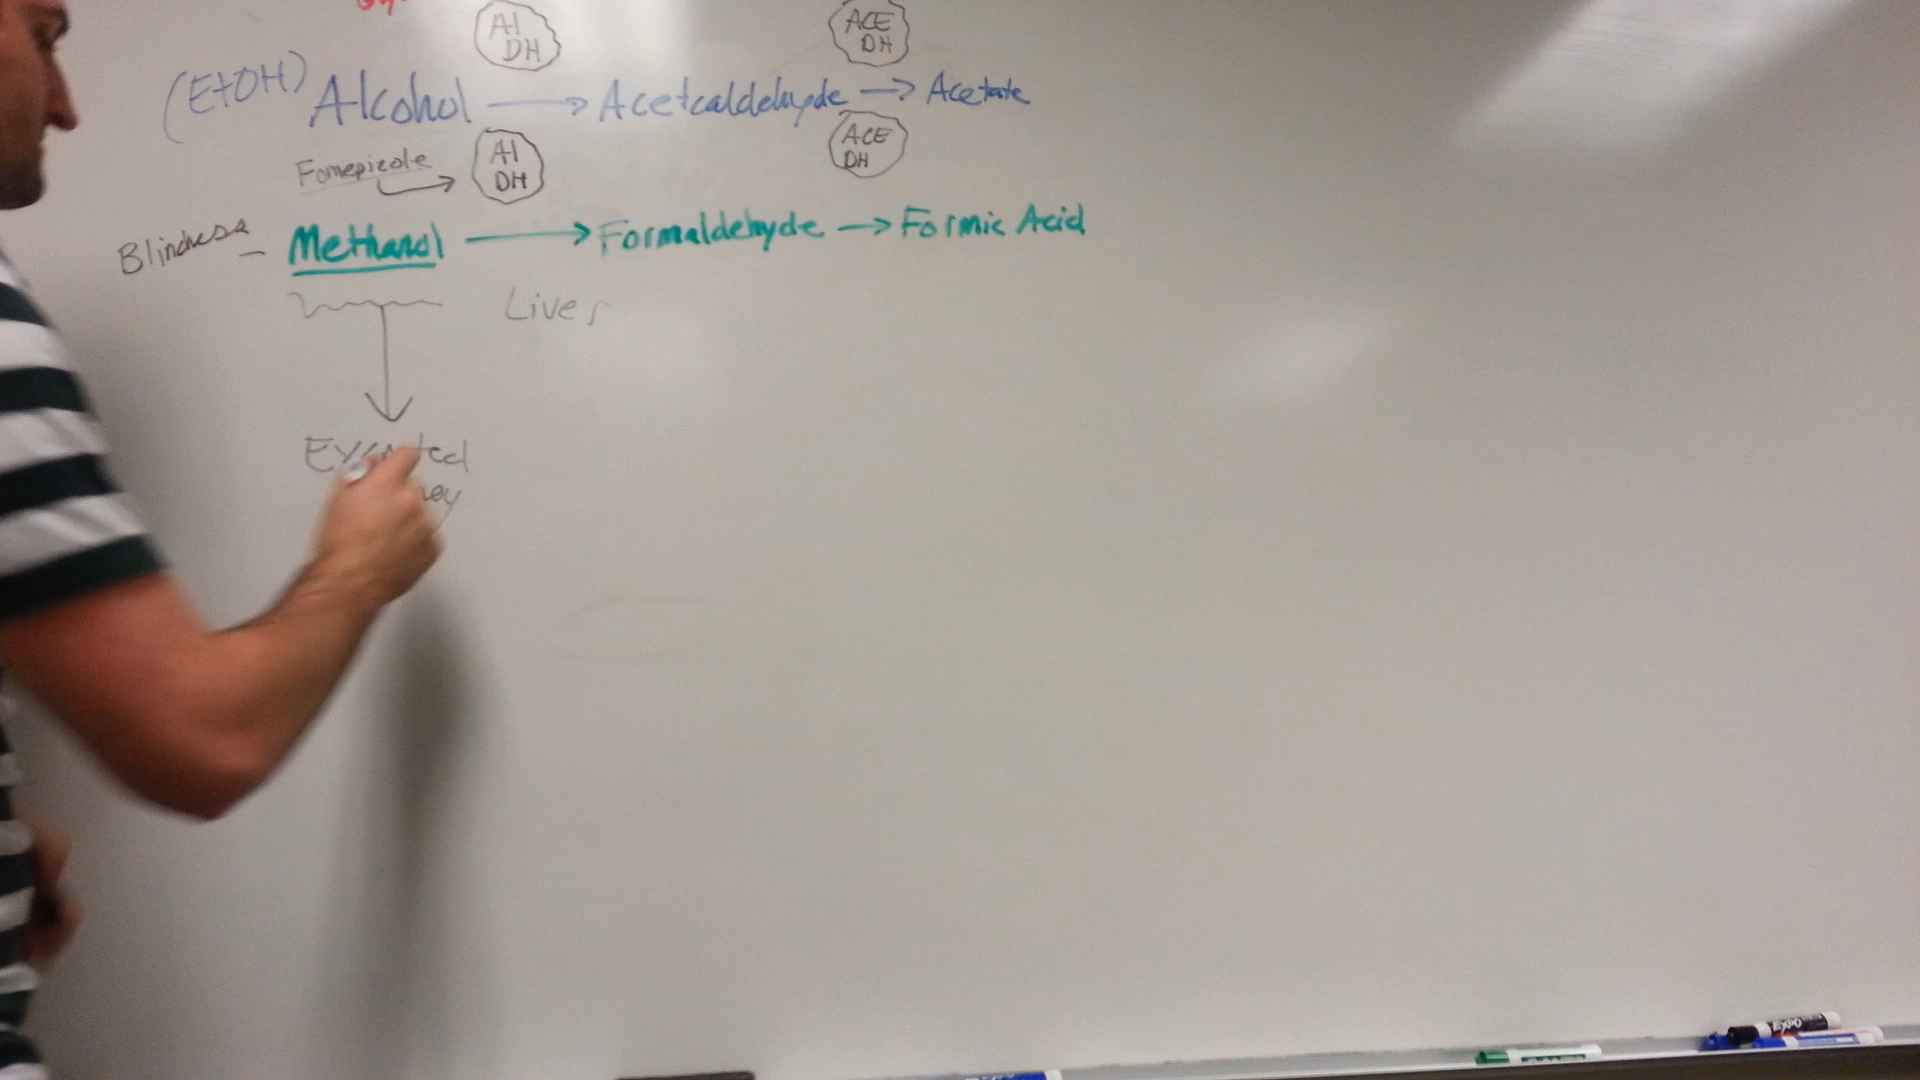 Al
DH
ACE
DH
(EtOH) Alcohol → Acetcaldehyde → Acetate
Fomepizole
Al
DH
ACE
DH
Blindness – Methanol → Formaldehyde → Formic Acid
Liver
EXPO